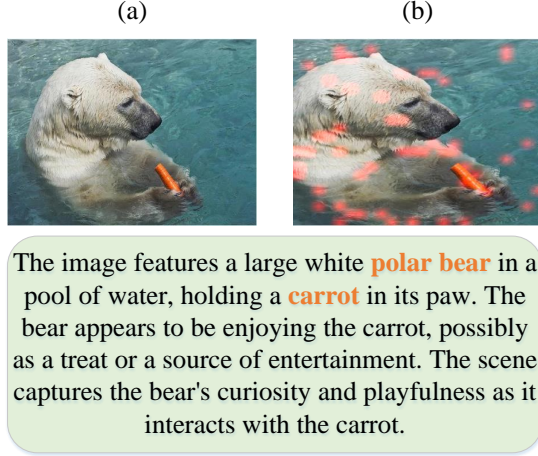 (a) (b)
The image features a large white polar bear in a
pool of water, holding a carrot in its paw. The
bear appears to be enjoying the carrot, possibly
as a treat or a source of entertainment. The scene
captures the bear's curiosity and playfulness as it
interacts with the carrot.